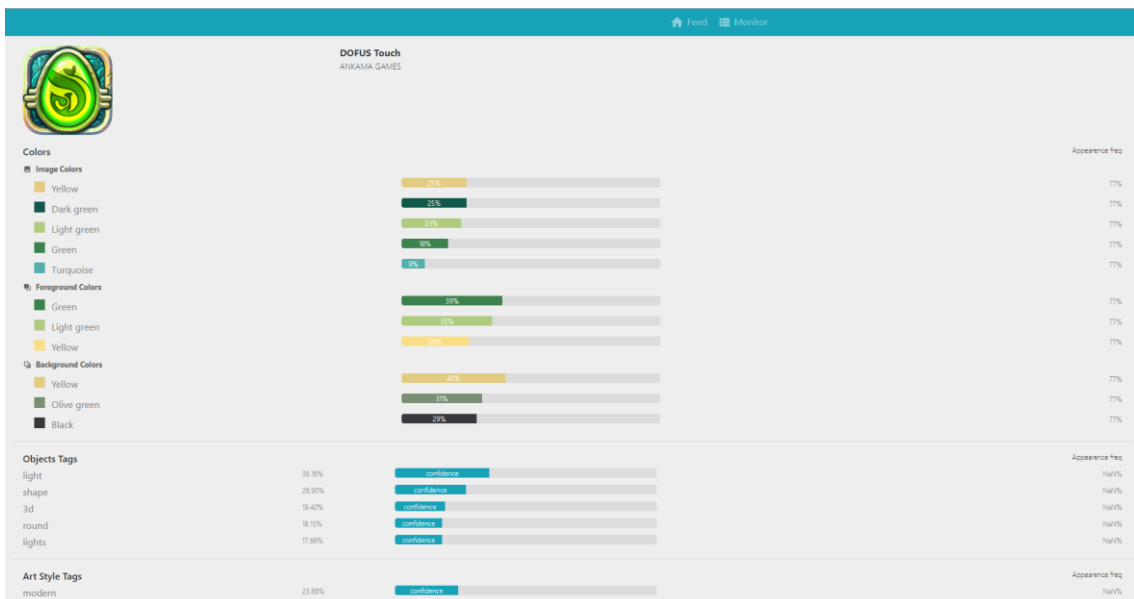 Feed Monitor
DOFUS Touch
ANKAMA GAMES
Colors Appearence freq
Image Colors
Yellow 25% 77%
Dark green 25% 77%
Light green 23% 77%
Green 18% 77%
Turquoise 9% 77%
Foreground Colors
Green 39% 77%
Light green 35% 77%
Yellow 26% 77%
Background Colors
Yellow 40% 77%
Olive green 31% 77%
Black 29% 77%
Objects Tags Appearence freq
light 36.16% confidence NaN%
shape 26.90% confidence NaN%
3d 19.40% confidence NaN%
round 18.15% confidence NaN%
lights 17.66% confidence NaN%
Art Style Tags Appearence freq
modern 23.88% confidence NaN%